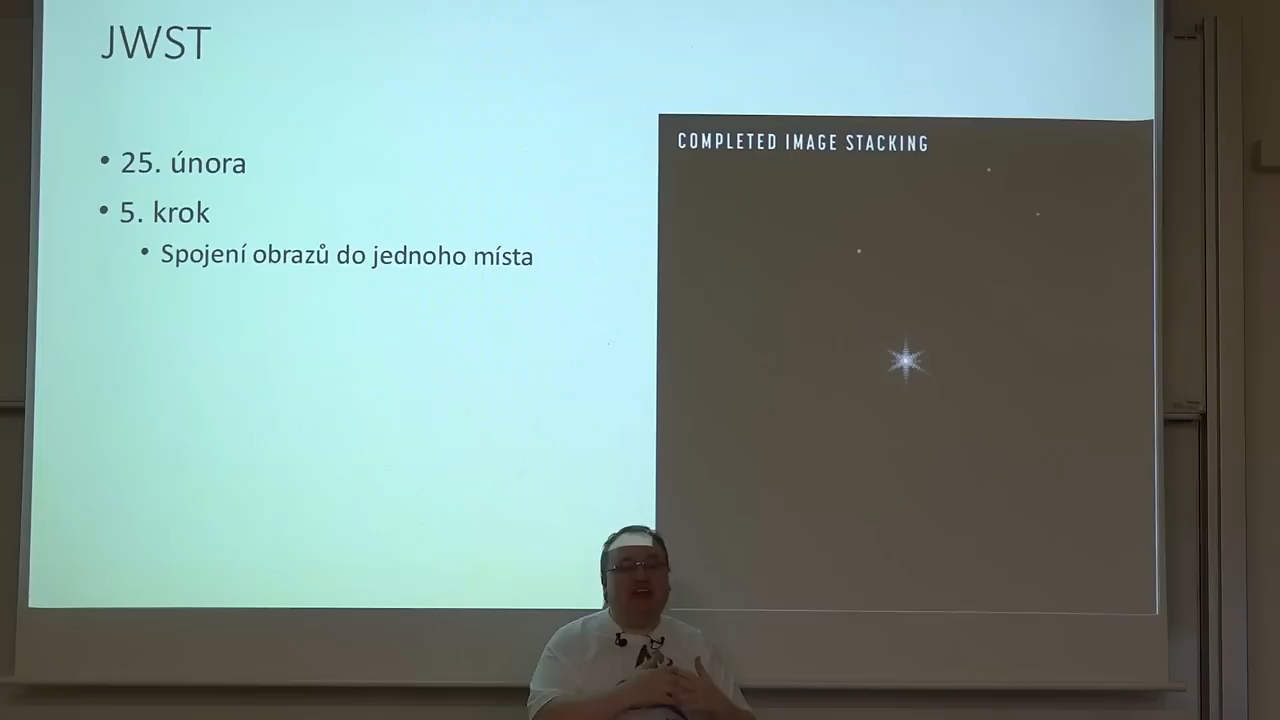 JWST
• 25. února
• 5. krok
• Spojení obrazů do jednoho místa
COMPLETED IMAGE STACKING